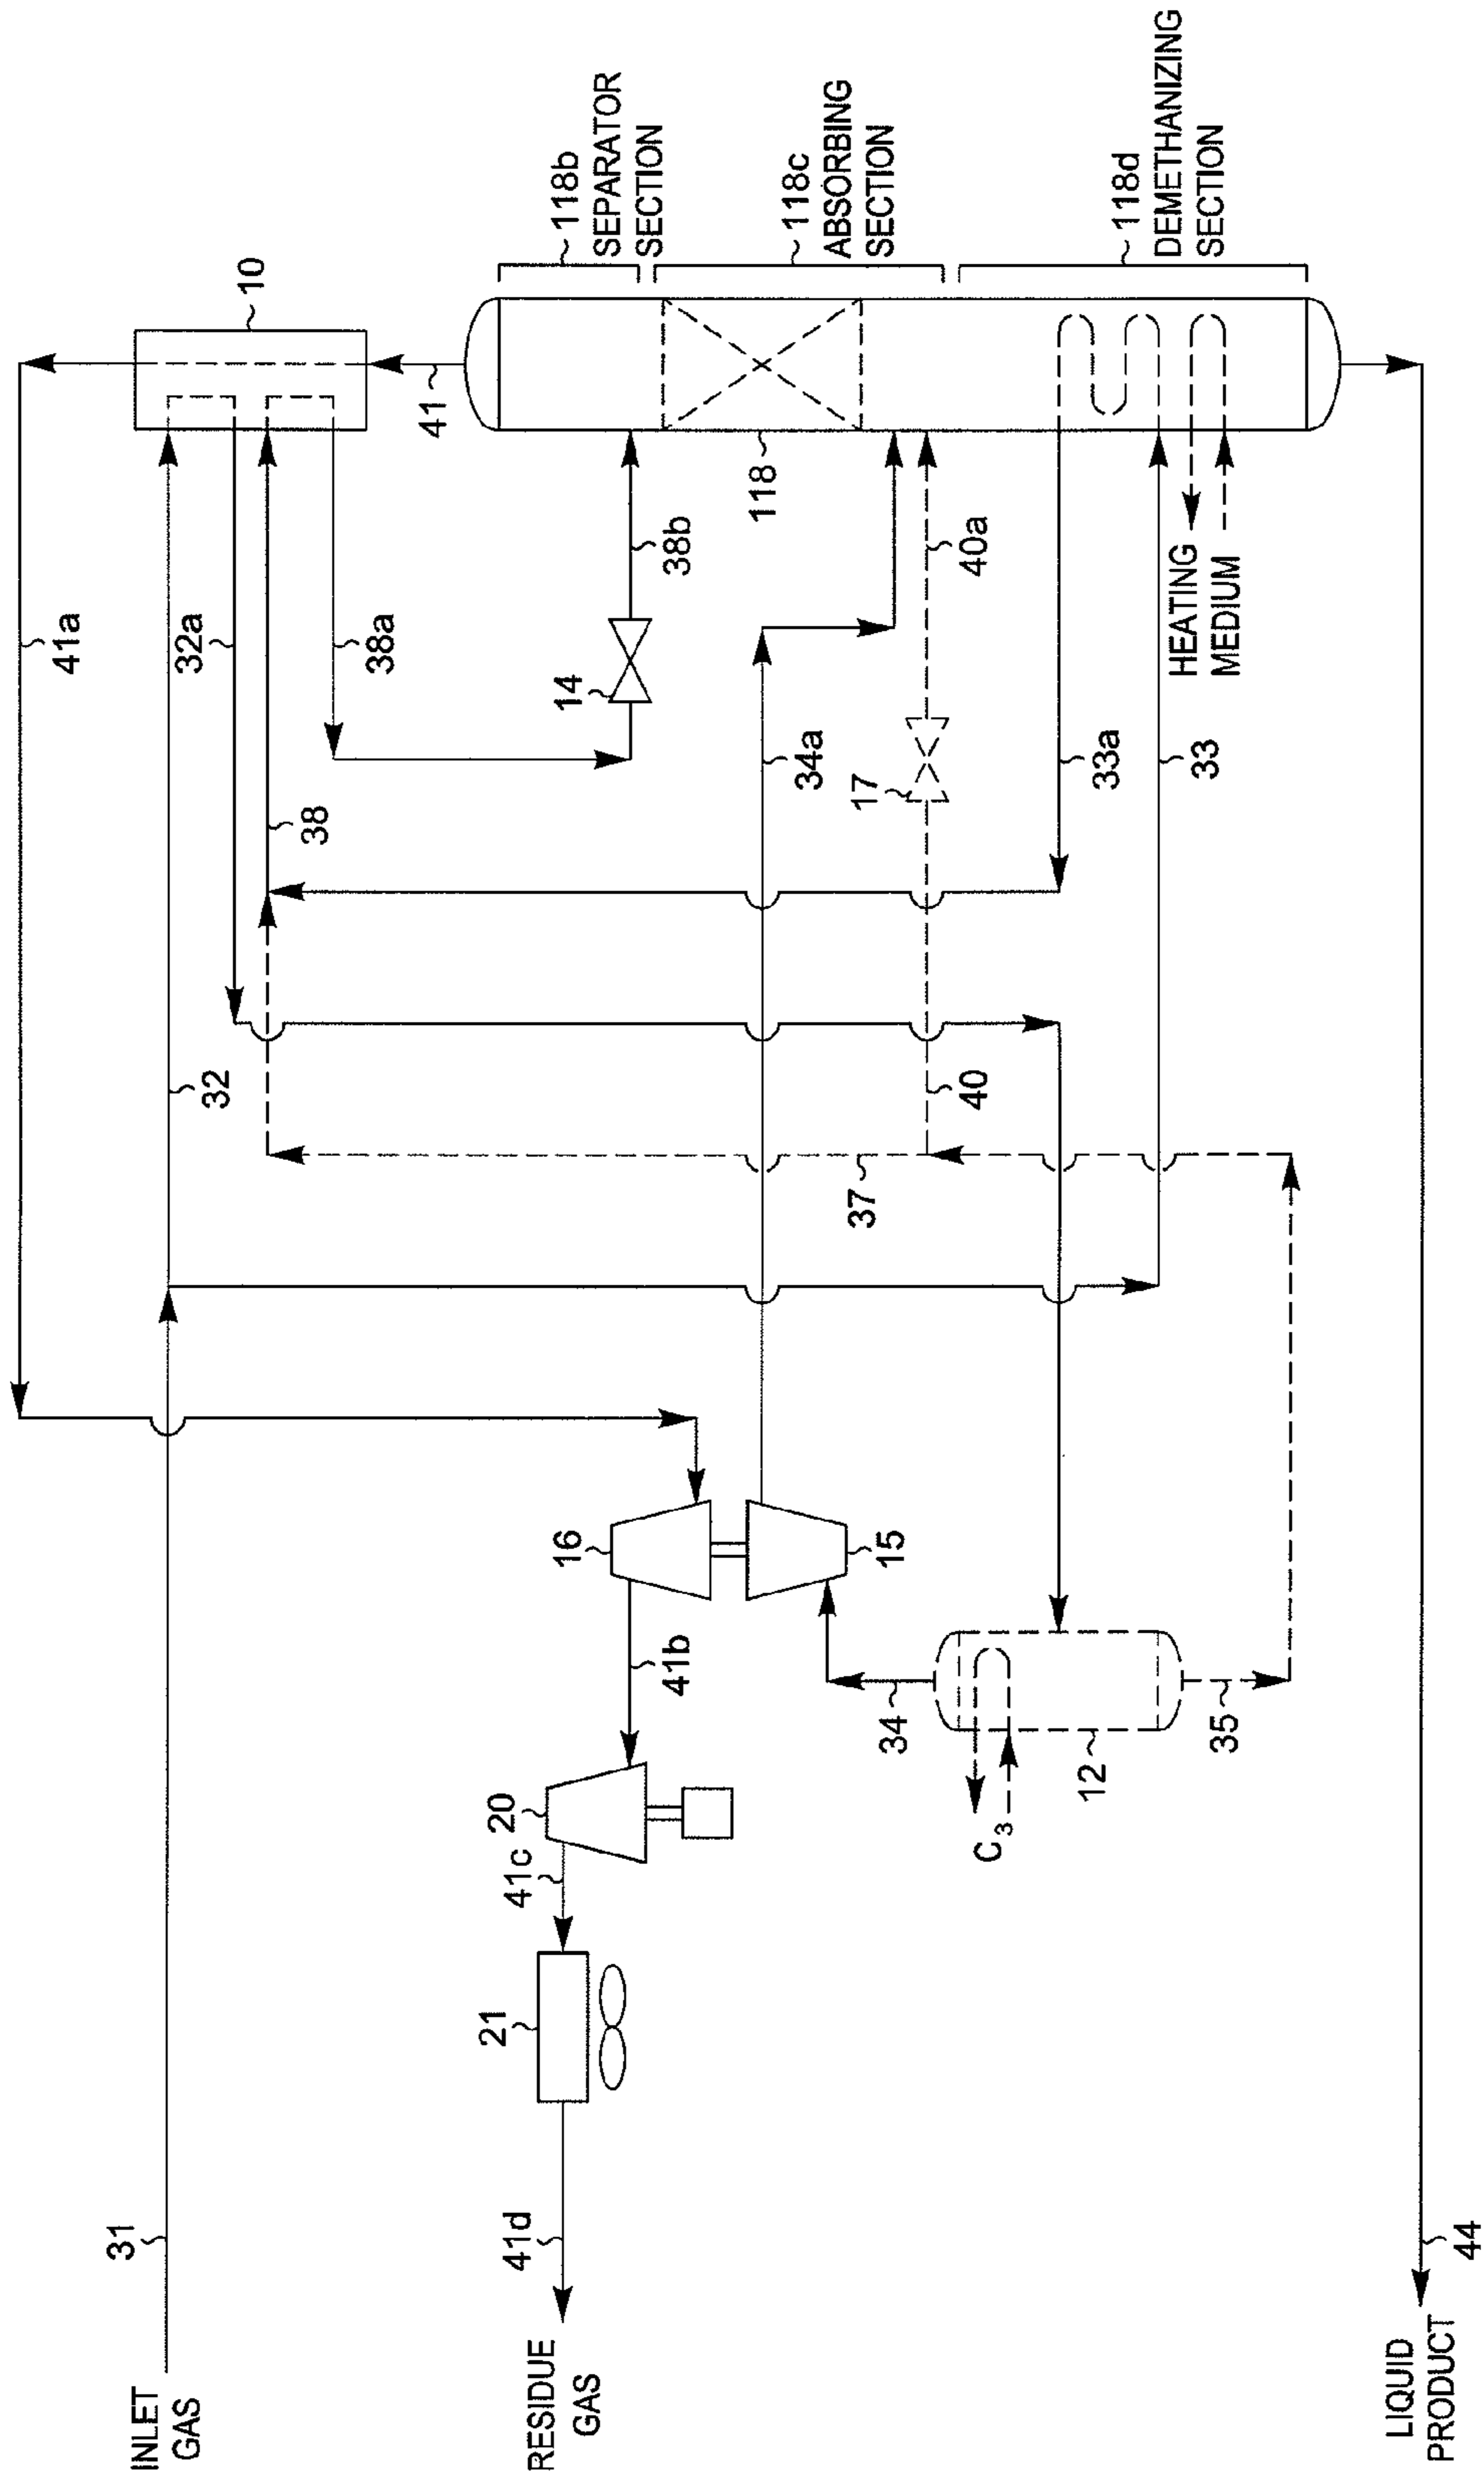 INLET
GAS
31
32
32a
41a
10
41
38
38a
14
38b
118b
SEPARATOR
SECTION
118
118c
ABSORBING
SECTION
118d
DEMETHANIZING
SECTION
34a
17
40a
40
37
33a
33
HEATING
MEDIUM
16
15
41b
20
41c
21
41d
RESIDUE
GAS
34
12
35
C3
44
LIQUID
PRODUCT